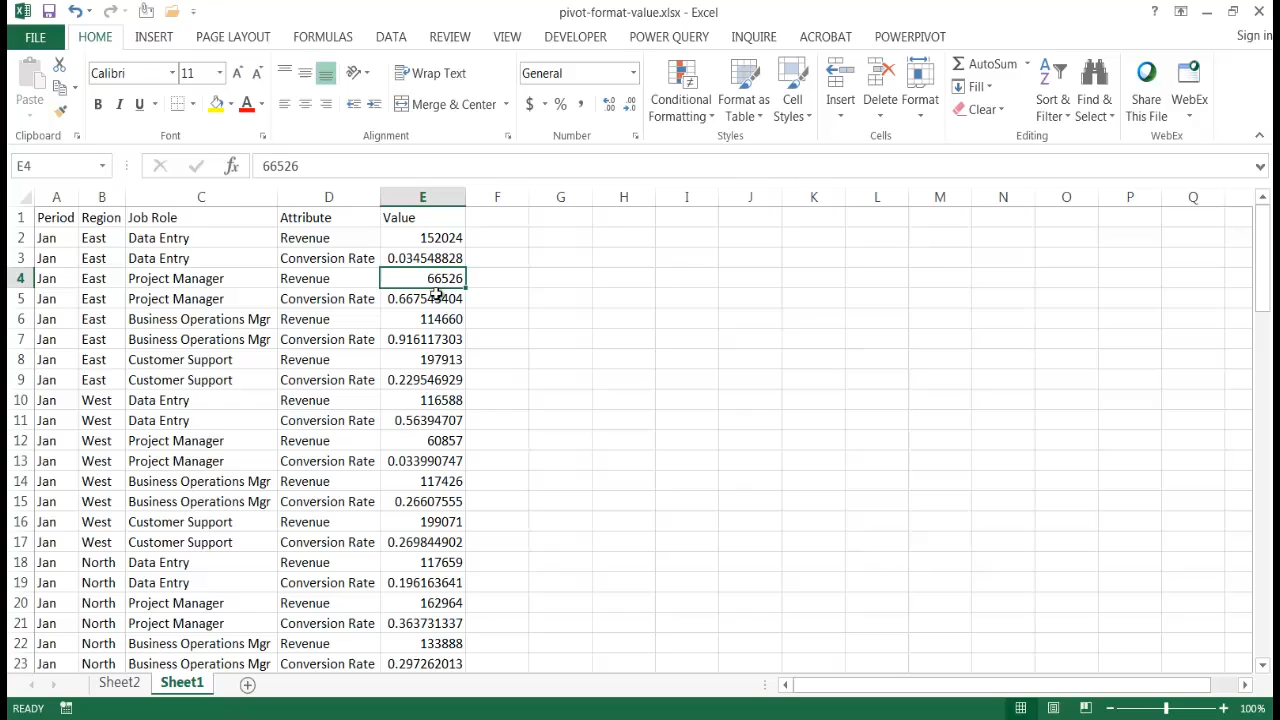 pivot-format-value.xlsx - Excel
?
FILE HOME INSERT PAGE LAYOUT FORMULAS DATA REVIEW VIEW DEVELOPER POWER QUERY INQUIRE ACROBAT POWERPIVOT Sign in
Paste
Calibri 11
B I U A
Wrap Text
Merge & Center
General
$ % ,
Conditional Formatting
Format as Table
Cell Styles
Insert Delete Format
AutoSum
Fill
Clear
Sort & Filter
Find & Select
Share This File
WebEx
Clipboard Font Alignment Number Styles Cells Editing WebEx
E4 fx 66526
A B C D E F G H I J K L M N O P Q
1 Period Region Job Role Attribute Value
2 Jan East Data Entry Revenue 152024
3 Jan East Data Entry Conversion Rate 0.034548828
4 Jan East Project Manager Revenue 66526
5 Jan East Project Manager Conversion Rate
6 Jan East Business Operations Mgr Revenue 114660
7 Jan East Business Operations Mgr Conversion Rate 0.916117303
8 Jan East Customer Support Revenue 197913
9 Jan East Customer Support Conversion Rate 0.229546929
10 Jan West Data Entry Revenue 116588
11 Jan West Data Entry Conversion Rate 0.56394707
12 Jan West Project Manager Revenue 60857
13 Jan West Project Manager Conversion Rate 0.033990747
14 Jan West Business Operations Mgr Revenue 117426
15 Jan West Business Operations Mgr Conversion Rate 0.26607555
16 Jan West Customer Support Revenue 199071
17 Jan West Customer Support Conversion Rate 0.269844902
18 Jan North Data Entry Revenue 117659
19 Jan North Data Entry Conversion Rate 0.196163641
20 Jan North Project Manager Revenue 162964
21 Jan North Project Manager Conversion Rate 0.363731337
22 Jan North Business Operations Mgr Revenue 133888
23 Jan North Business Operations Mgr Conversion Rate 0.297262013
Sheet2 Sheet1
READY 100%